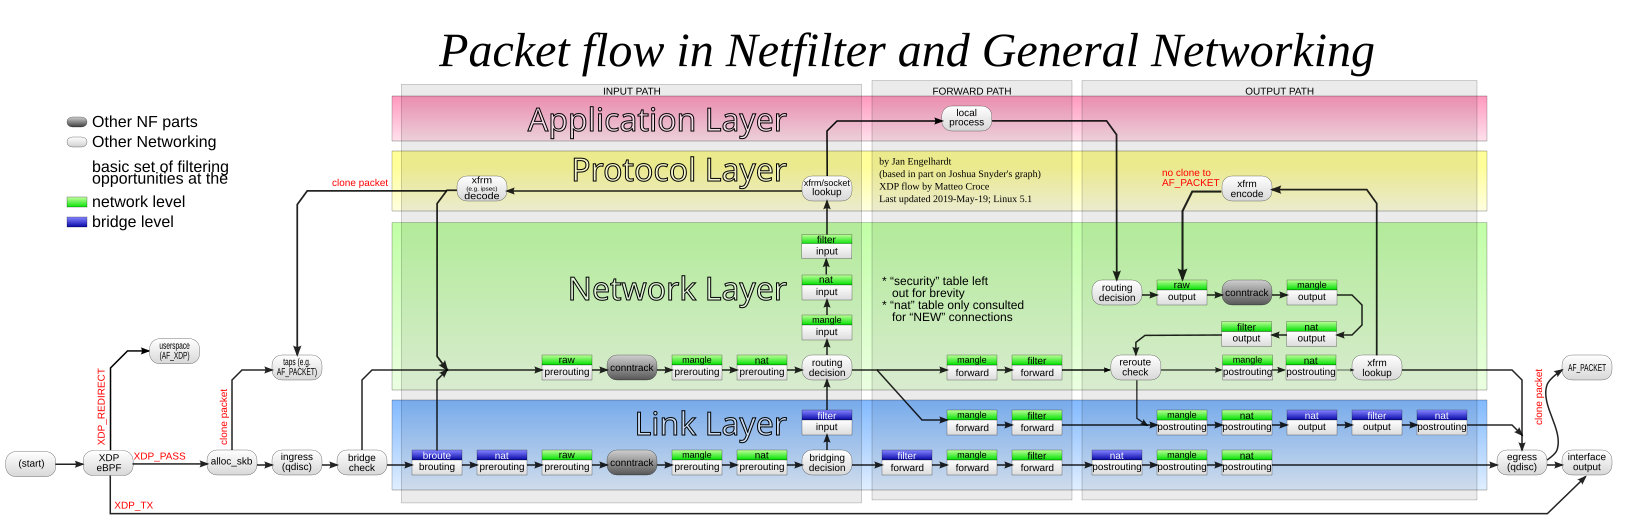 Packet flow in Netfilter and General Networking
INPUT PATH
FORWARD PATH
OUTPUT PATH
Other NF parts
Other Networking
basic set of filtering
opportunities at the
network level
bridge level
Application Layer
local
process
Protocol Layer
clone packet
xfrm
(e.g. ipsec)
decode
xfrm/socket
lookup
by Jan Engelhardt
(based in part on Joshua Snyder's graph)
XDP flow by Matteo Croce
Last updated 2019-May-19; Linux 5.1
no clone to
AF_PACKET
xfrm
encode
Network Layer
filter
input
nat
input
mangle
input
* “security” table left
out for brevity
* “nat” table only consulted
for “NEW” connections
routing
decision
raw
output
conntrack
mangle
output
filter
output
nat
output
userspace
(AF_XDP)
taps (e.g.
AF_PACKET)
raw
prerouting
conntrack
mangle
prerouting
nat
prerouting
routing
decision
mangle
forward
filter
forward
reroute
check
mangle
postrouting
nat
postrouting
xfrm
lookup
AF_PACKET
XDP_REDIRECT
clone packet
clone packet
Link Layer
filter
input
mangle
forward
filter
forward
mangle
postrouting
nat
postrouting
nat
output
filter
output
nat
postrouting
(start)
XDP
eBPF
XDP_PASS
alloc_skb
ingress
(qdisc)
bridge
check
broute
brouting
nat
prerouting
raw
prerouting
conntrack
mangle
prerouting
nat
prerouting
bridging
decision
filter
forward
mangle
forward
filter
forward
nat
postrouting
mangle
postrouting
nat
postrouting
egress
(qdisc)
interface
output
XDP_TX